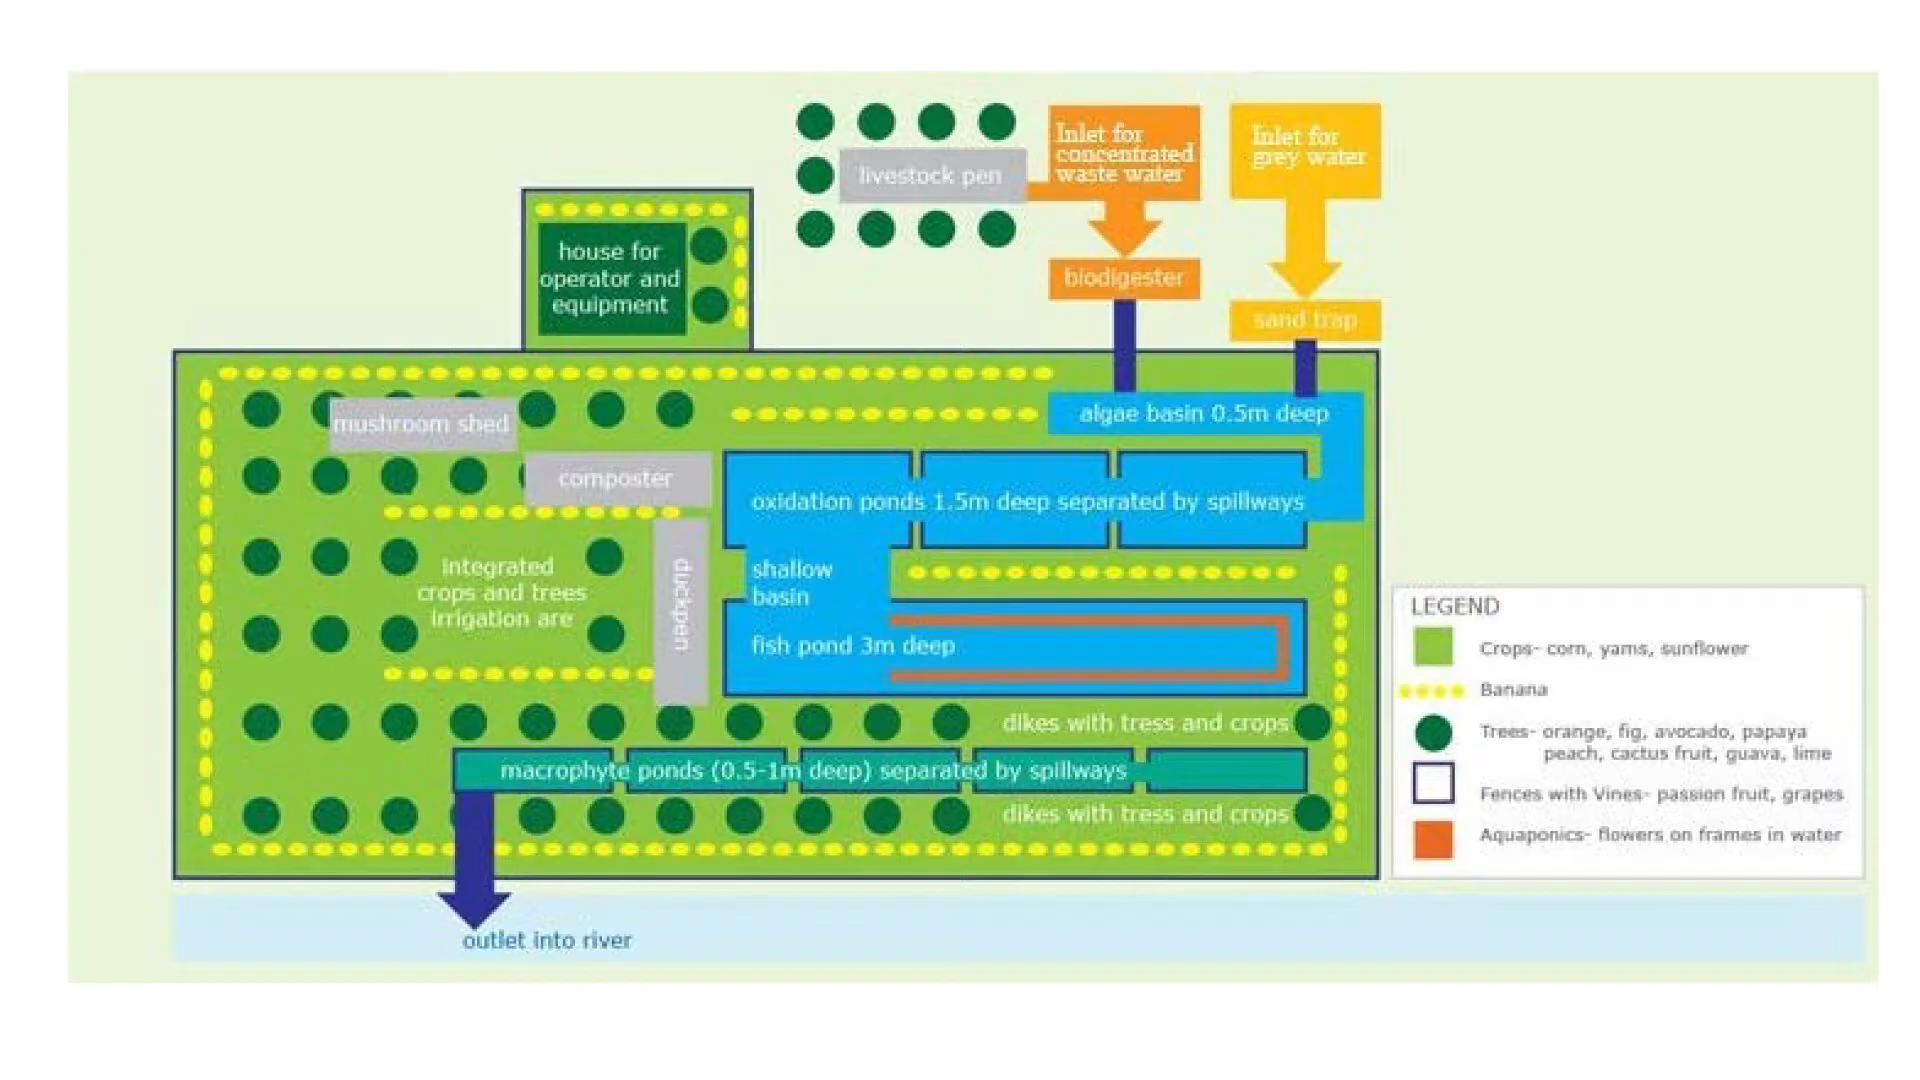 Inlet for
concentrated
waste water
Inlet for
grey water
livestock pen
house for
operator and
equipment
biodigester
sand trap
algae basin 0.5m deep
mushroom shed
composter
oxidation ponds 1.5m deep separated by spillways
integrated
crops and trees
irrigation are
duckpen
shallow
basin
fish pond 3m deep
dikes with tress and crops
macrophyte ponds (0.5-1m deep) separated by spillways
dikes with tress and crops
outlet into river
LEGEND
Crops- corn, yams, sunflower
Banana
Trees- orange, fig, avocado, papaya
peach, cactus fruit, guava, lime
Fences with Vines- passion fruit, grapes
Aquaponics- flowers on frames in water